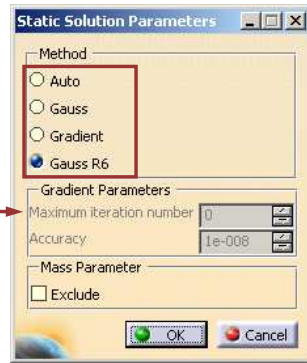 Static Solution Parameters
Method
Auto
Gauss
Gradient
Gauss R6
Gradient Parameters
Maximum iteration number 0
Accuracy 1e-008
Mass Parameter
Exclude
OK Cancel